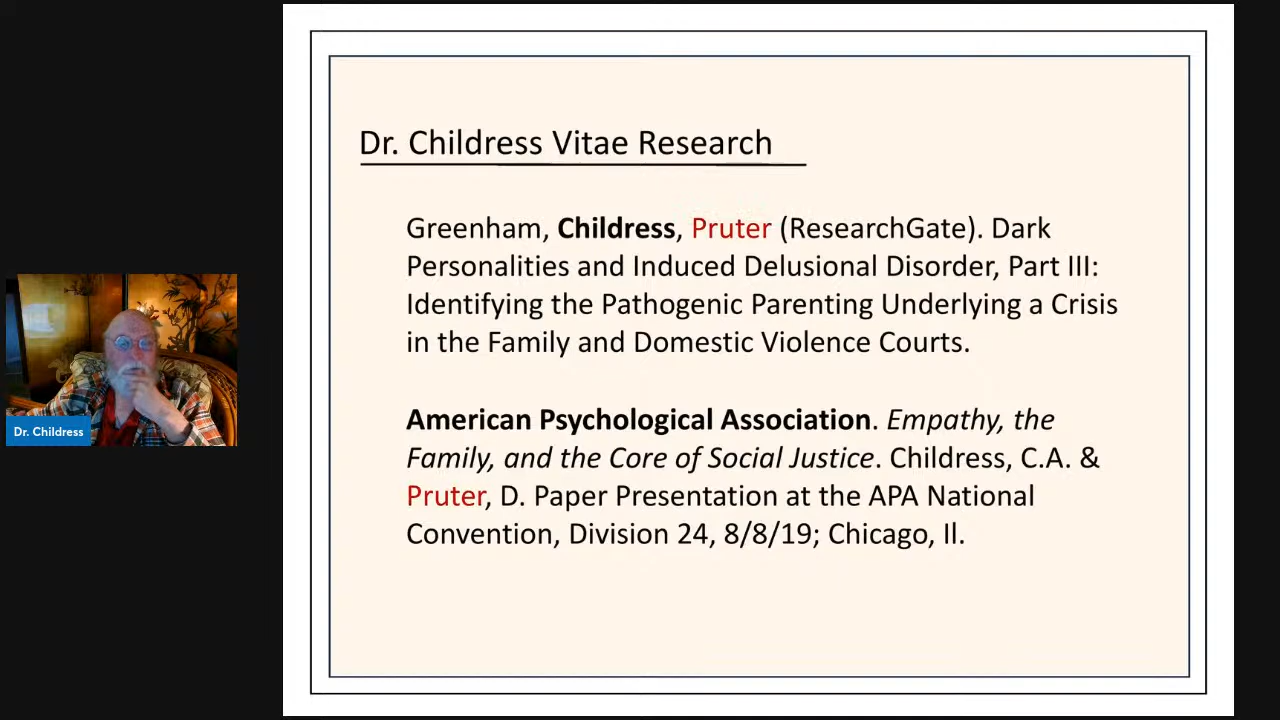 Dr. Childress Vitae Research
Greenham, Childress, Pruter (ResearchGate). Dark
Personalities and Induced Delusional Disorder, Part III:
Identifying the Pathogenic Parenting Underlying a Crisis
in the Family and Domestic Violence Courts.
American Psychological Association. Empathy, the
Family, and the Core of Social Justice. Childress, C.A. &
Pruter, D. Paper Presentation at the APA National
Convention, Division 24, 8/8/19; Chicago, Il.
Dr. Childress